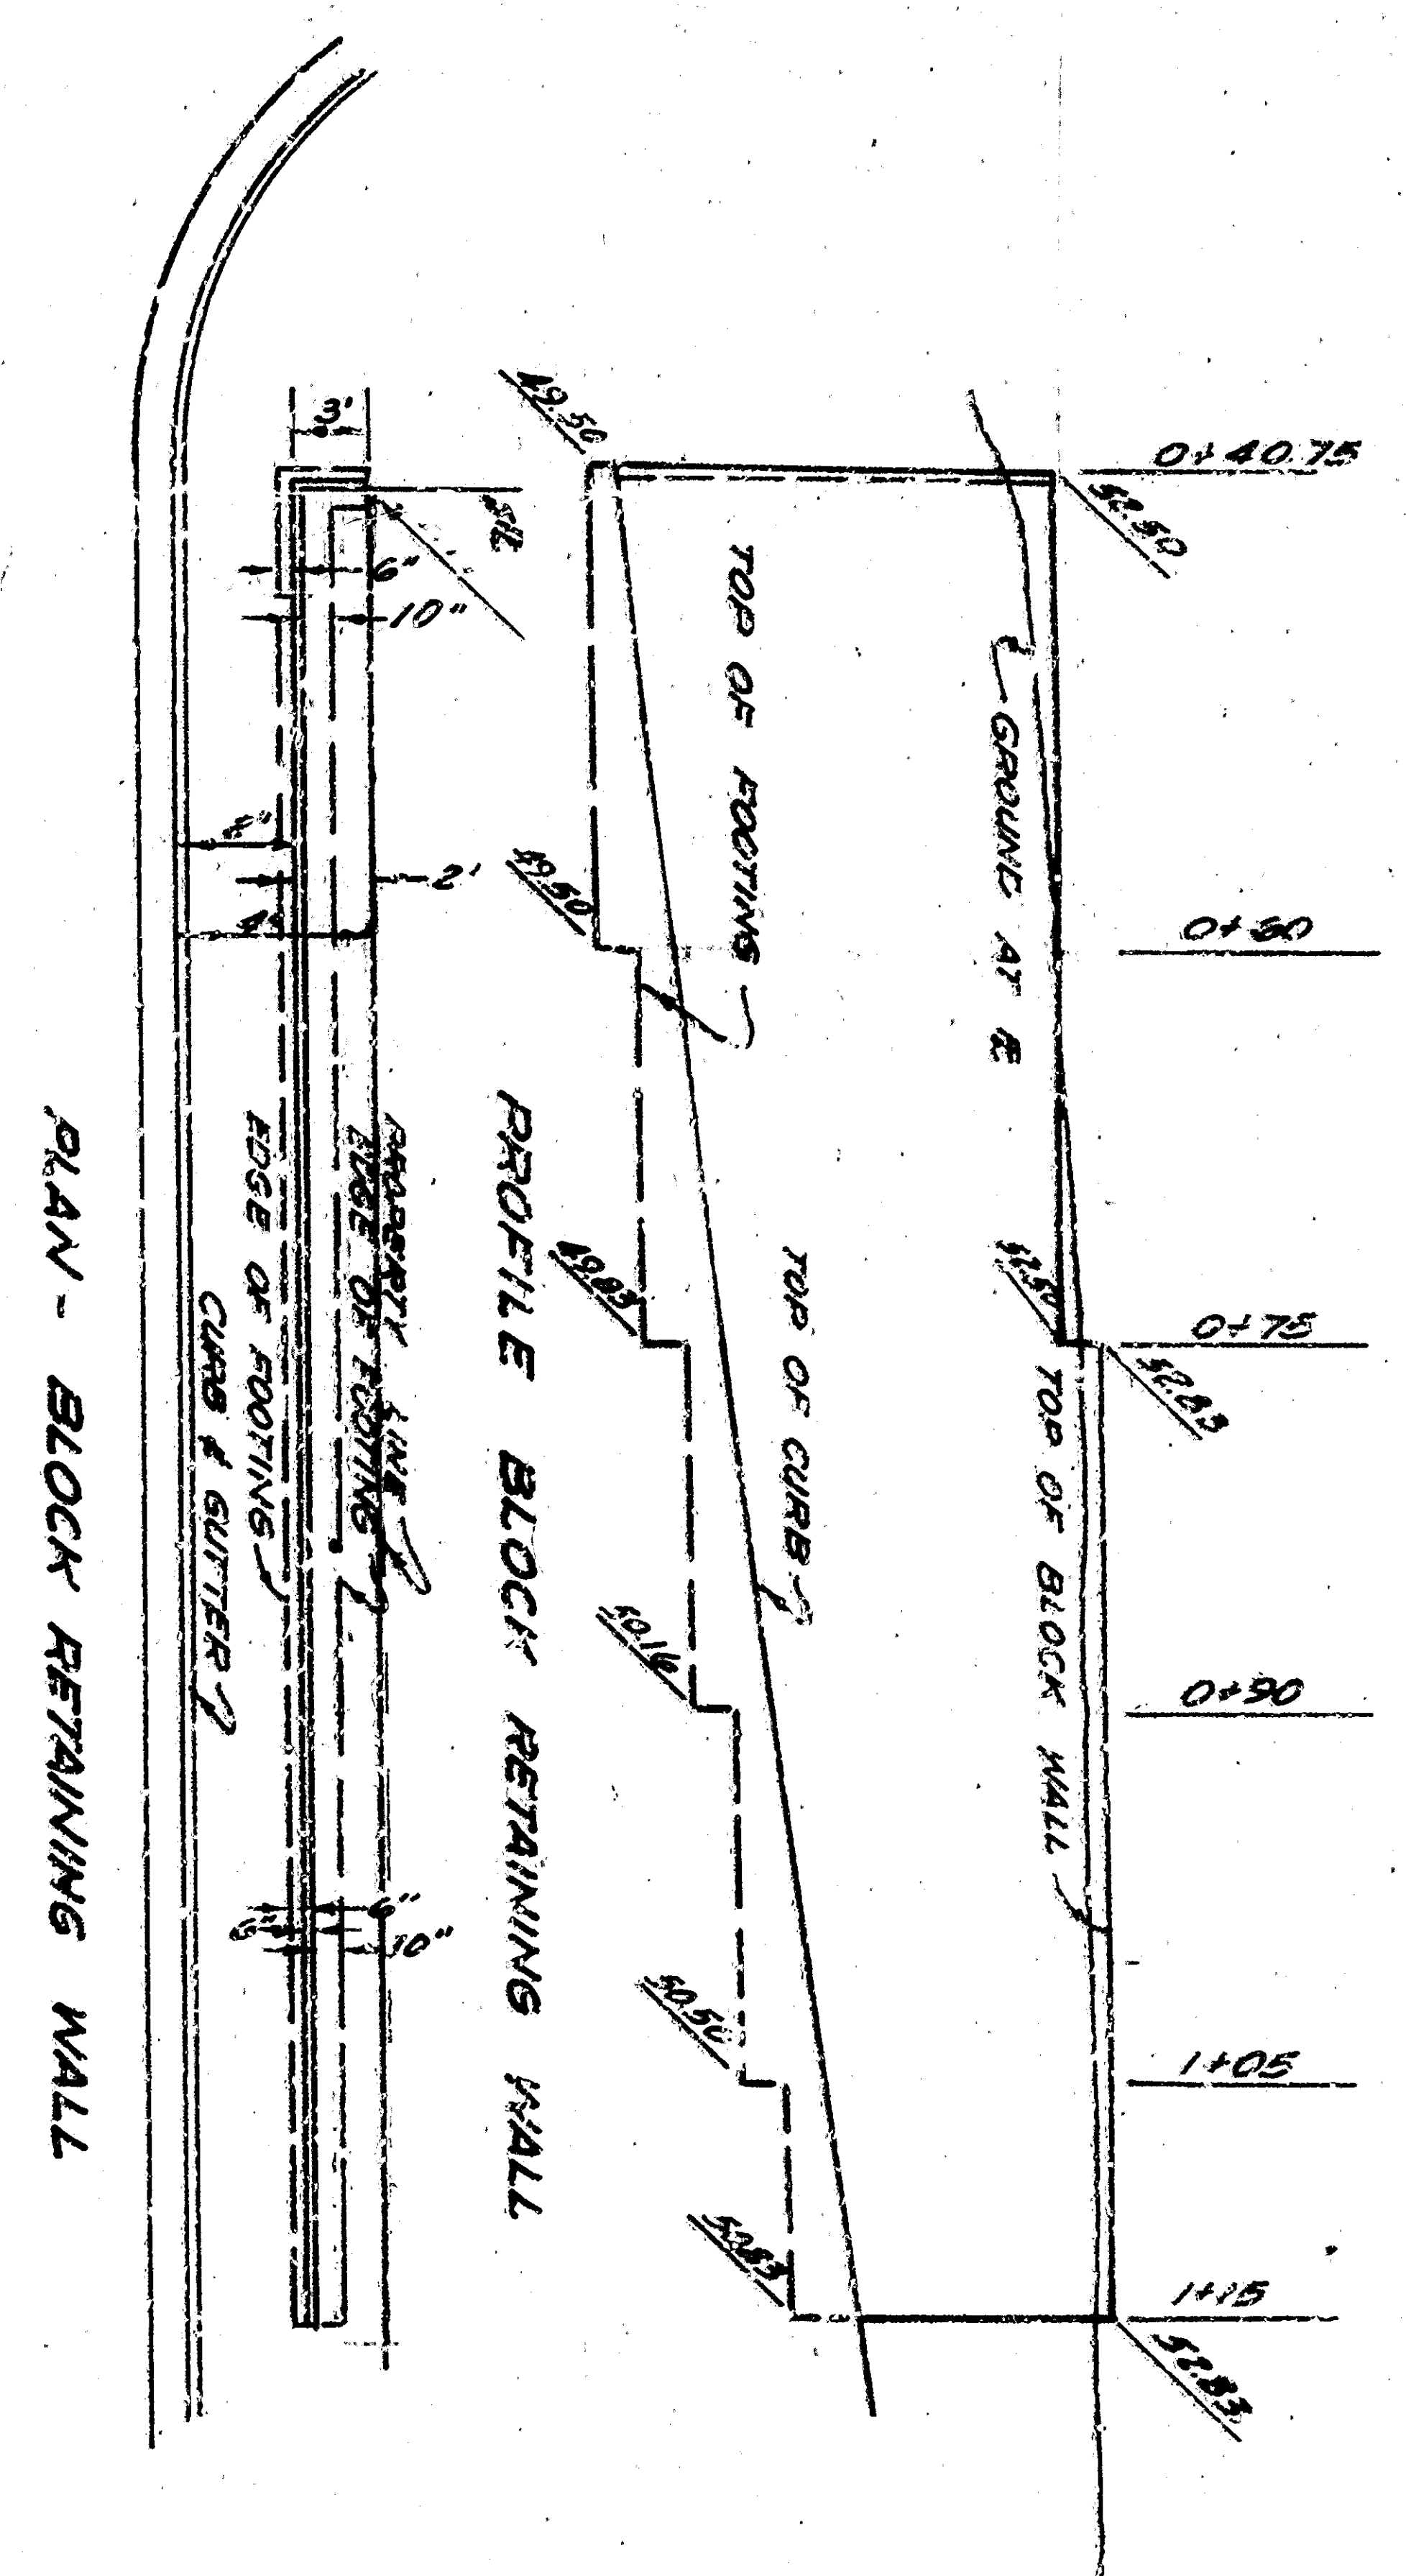 0+40.75
0+60
0+75
0+90
1+05
1+15
52.50
52.50
52.83
52.83
GROUND AT ⅊
TOP OF BLOCK WALL
TOP OF FOOTING
TOP OF CURB
49.50
49.50
49.83
50.16
50.50
50.83
PROFILE BLOCK RETAINING WALL
3'
6"
10"
2'
PROPERTY LINE
EDGE OF FOOTING
EDGE OF FOOTING
CURB & GUTTER
6"
6"
10"
PLAN - BLOCK RETAINING WALL